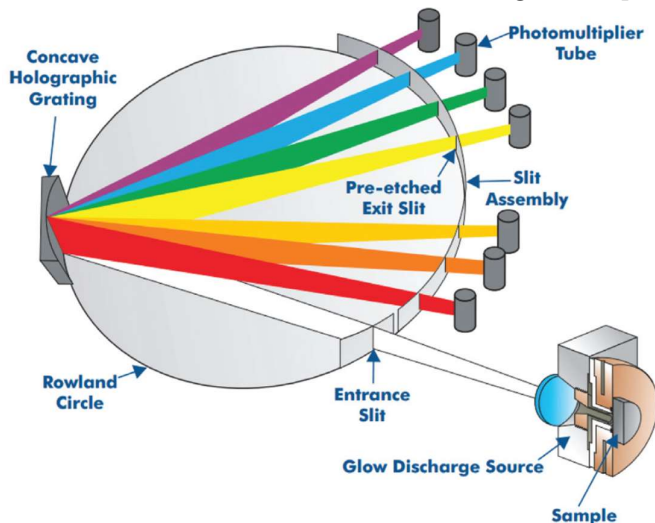 Concave
Holographic
Grating
Photomultiplier
Tube
Pre-etched
Exit Slit
Slit
Assembly
Rowland
Circle
Entrance
Slit
Glow Discharge Source
Sample